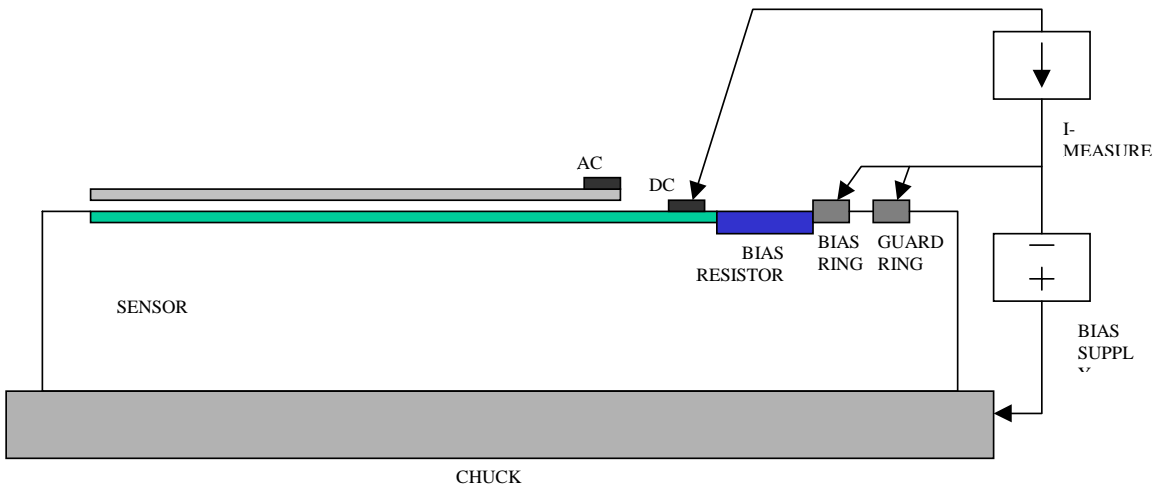 I-
MEASURE
AC
DC
BIAS
RESISTOR
BIAS
RING
GUARD
RING
SENSOR
BIAS
SUPPL
Y
CHUCK